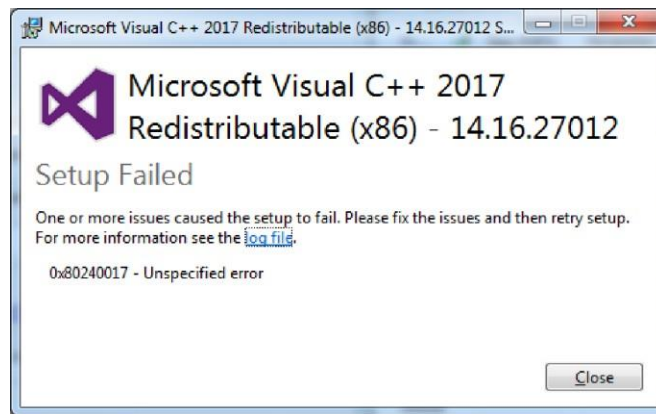 Microsoft Visual C++ 2017 Redistributable (x86) - 14.16.27012 S...
Microsoft Visual C++ 2017
Redistributable (x86) - 14.16.27012
Setup Failed
One or more issues caused the setup to fail. Please fix the issues and then retry setup.
For more information see the log file.
0x80240017 - Unspecified error
Close